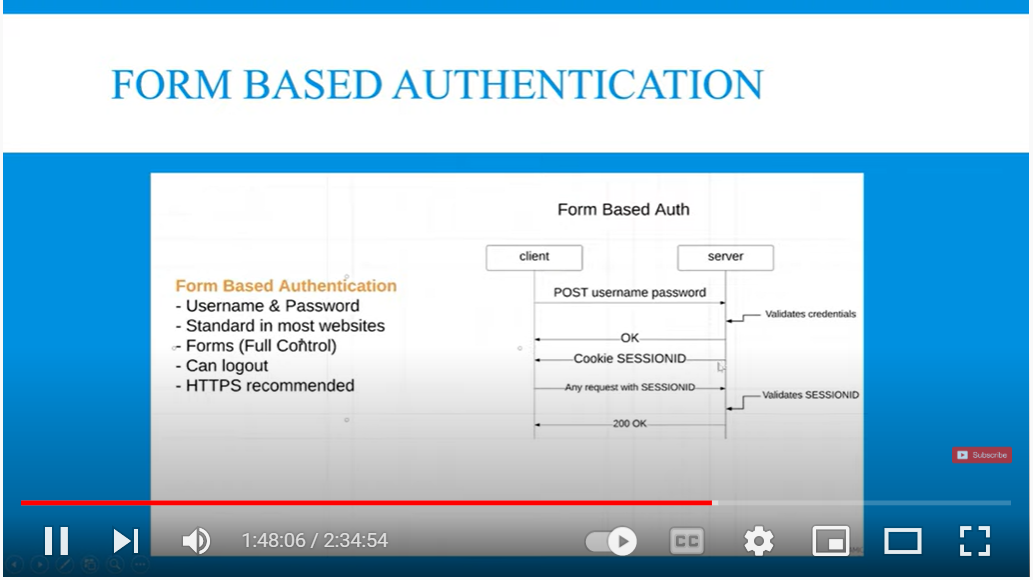 FORM BASED AUTHENTICATION
Form Based Auth
client
server
Form Based Authentication
- Username & Password
- Standard in most websites
- Forms (Full Control)
- Can logout
- HTTPS recommended
POST username password
Validates credentials
OK
Cookie SESSIONID
Any request with SESSIONID
Validates SESSIONID
200 OK
Subscribe
1:48:06 / 2:34:54
CC